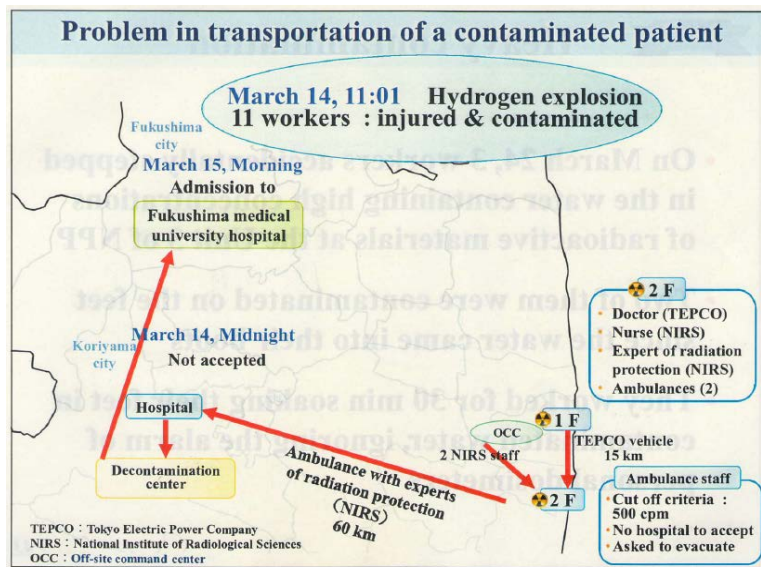 Problem in transportation of a contaminated patient
March 14, 11:01 Hydrogen explosion
11 workers : injured & contaminated
Fukushima
city
March 15, Morning
Admission to
Fukushima medical
university hospital
March 14, Midnight
Koriyama
city
Not accepted
Hospital
Decontamination
center
Ambulance with experts
of radiation protection
(NIRS)
60 km
OCC
2 NIRS staff
1 F
TEPCO vehicle
15 km
2 F
2 F
• Doctor (TEPCO)
• Nurse (NIRS)
• Expert of radiation
protection (NIRS)
• Ambulances (2)
Ambulance staff
• Cut off criteria :
500 cpm
• No hospital to accept
• Asked to evacuate
TEPCO : Tokyo Electric Power Company
NIRS : National Institute of Radiological Sciences
OCC : Off-site command center